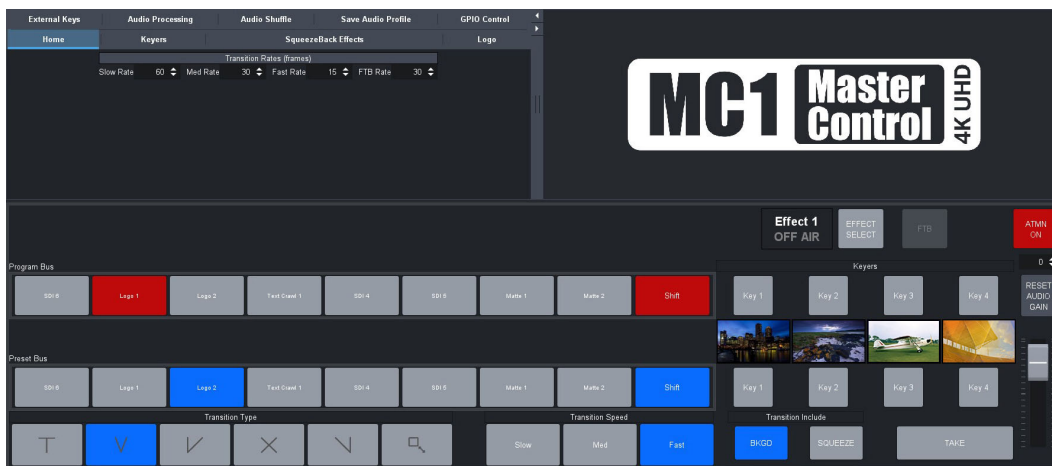 External Keys Audio Processing Audio Shuffle Save Audio Profile GPIO Control
Home Keyers SqueezeBack Effects Logo
Transition Rates (frames)
Slow Rate 60 Med Rate 30 Fast Rate 15 FTB Rate 30
MC1 Master Control 4K UHD
Effect 1
OFF AIR
EFFECT SELECT
FTB
ATMN ON
Program Bus
Keyers
0
SDI 6 Logo 1 Logo 2 Text Crawl 1 SDI 4 SDI 5 Matte 1 Matte 2 Shift
Key 1 Key 2 Key 3 Key 4
RESET AUDIO GAIN
Preset Bus
SDI 6 Logo 1 Logo 2 Text Crawl 1 SDI 4 SDI 5 Matte 1 Matte 2 Shift
Key 1 Key 2 Key 3 Key 4
Transition Type Transition Speed Transition Include
Slow Med Fast
BKGD SQUEEZE TAKE